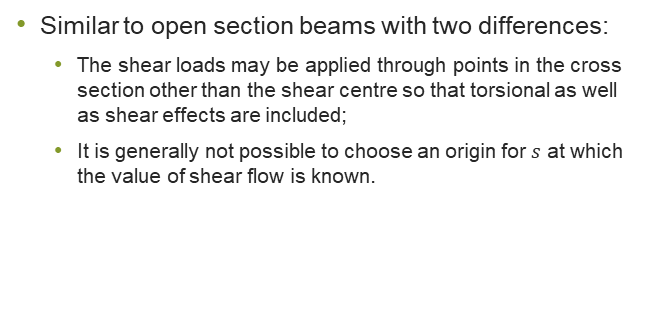 • Similar to open section beams with two differences:
• The shear loads may be applied through points in the cross
section other than the shear centre so that torsional as well
as shear effects are included;
• It is generally not possible to choose an origin for s at which
the value of shear flow is known.